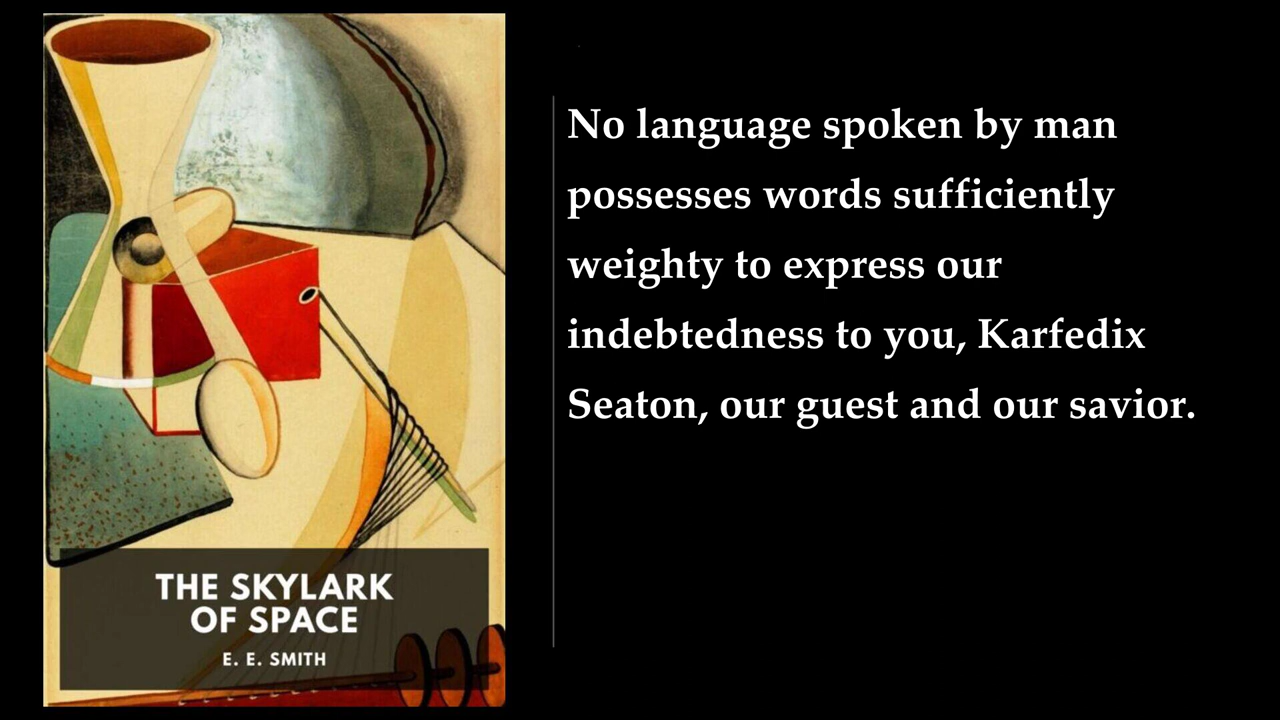 THE SKYLARK
OF SPACE
E. E. SMITH
No language spoken by man
possesses words sufficiently
weighty to express our
indebtedness to you, Karfedix
Seaton, our guest and our savior.